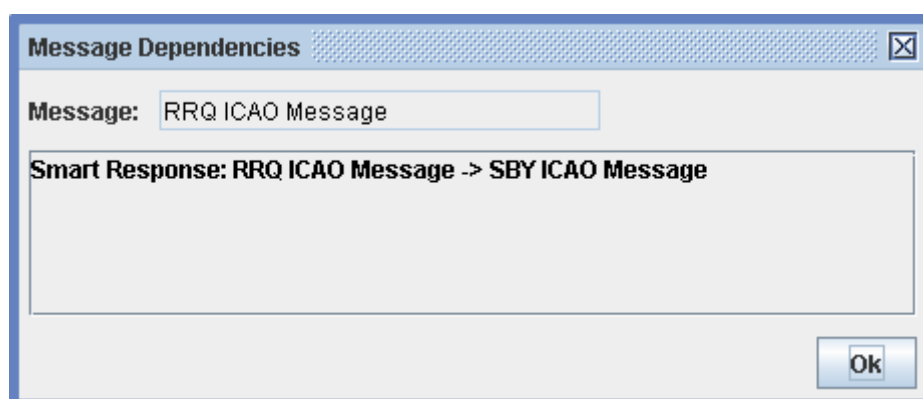 Message Dependencies
Message: RRQ ICAO Message
Smart Response: RRQ ICAO Message -> SBY ICAO Message
Ok